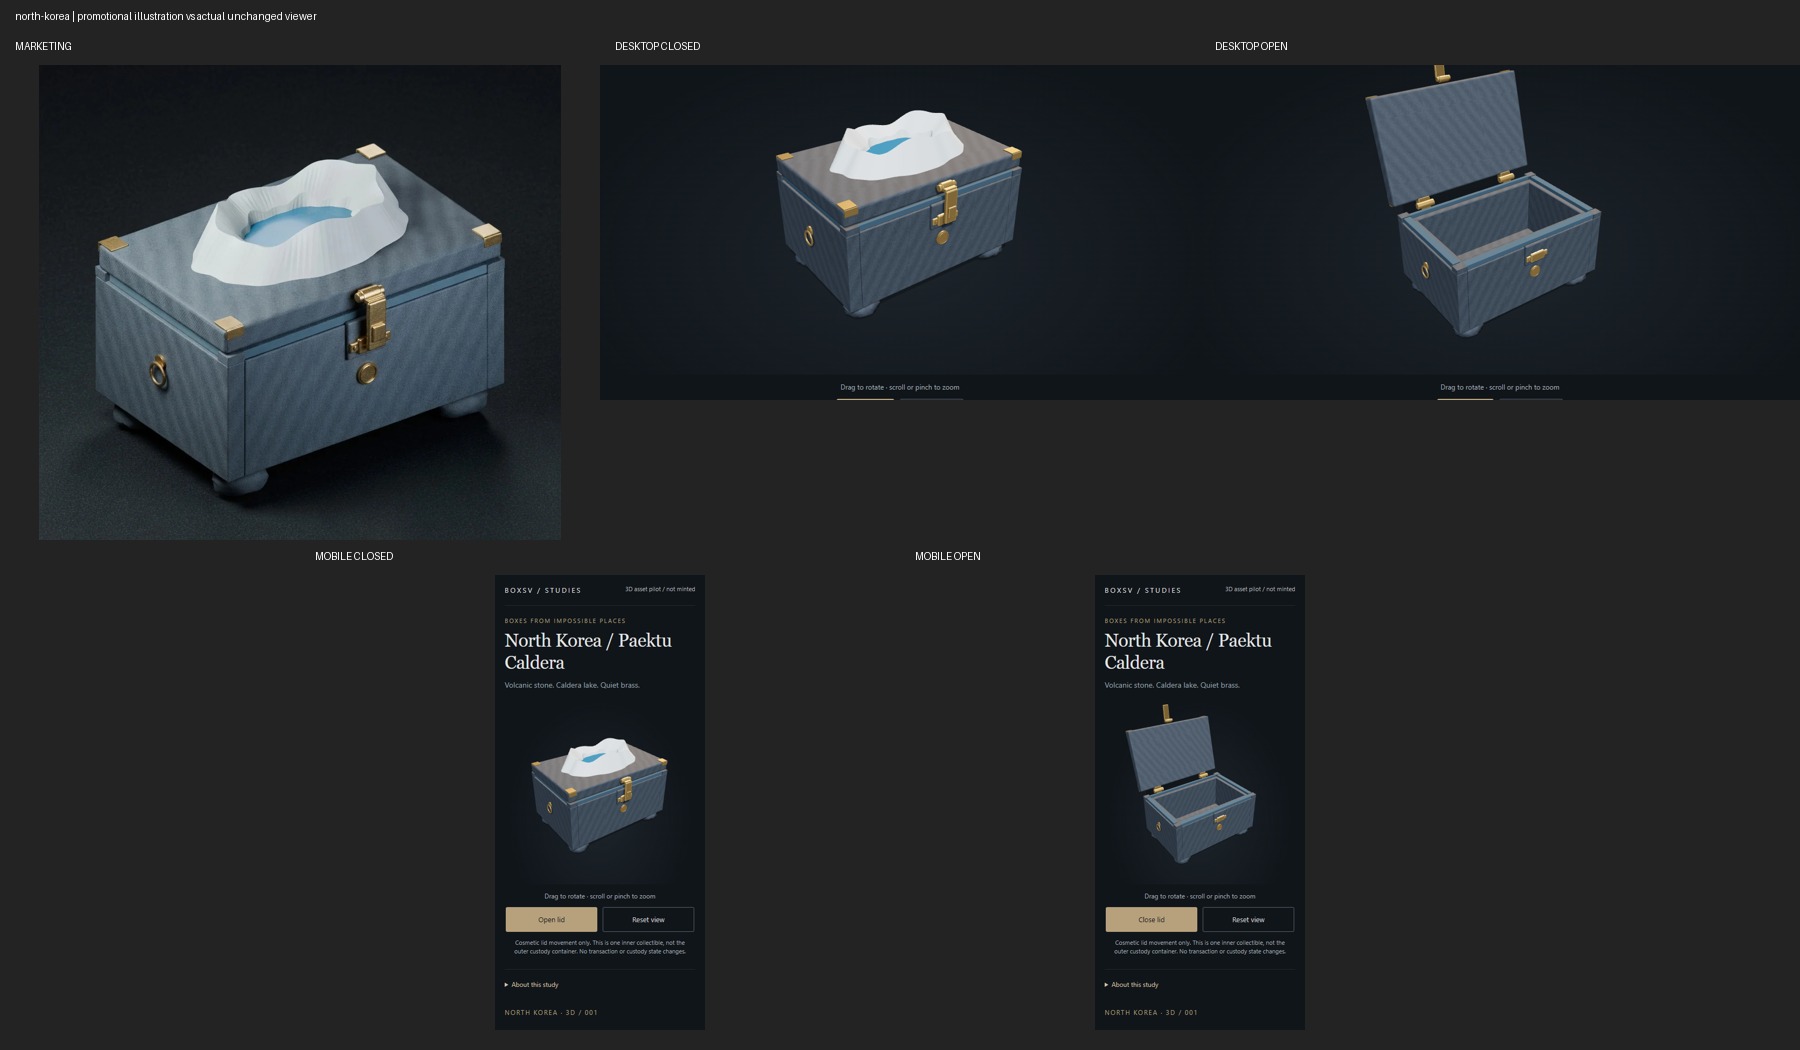 north-korea | promotional illustration vs actual unchanged viewer
MARKETING
DESKTOP CLOSED
DESKTOP OPEN
Drag to rotate · scroll or pinch to zoom
Drag to rotate · scroll or pinch to zoom
MOBILE CLOSED
MOBILE OPEN
BOXSV / STUDIES
3D asset pilot / not minted
BOXES FROM IMPOSSIBLE PLACES
North Korea / Paektu
Caldera
Volcanic stone. Caldera lake. Quiet brass.
Drag to rotate · scroll or pinch to zoom
Open lid
Reset view
Cosmetic lid movement only. This is one inner collectible, not the
outer custody container. No transaction or custody state changes.
▶ About this study
NORTH KOREA · 3D / 001
BOXSV / STUDIES
3D asset pilot / not minted
BOXES FROM IMPOSSIBLE PLACES
North Korea / Paektu
Caldera
Volcanic stone. Caldera lake. Quiet brass.
Drag to rotate · scroll or pinch to zoom
Close lid
Reset view
Cosmetic lid movement only. This is one inner collectible, not the
outer custody container. No transaction or custody state changes.
▶ About this study
NORTH KOREA · 3D / 001